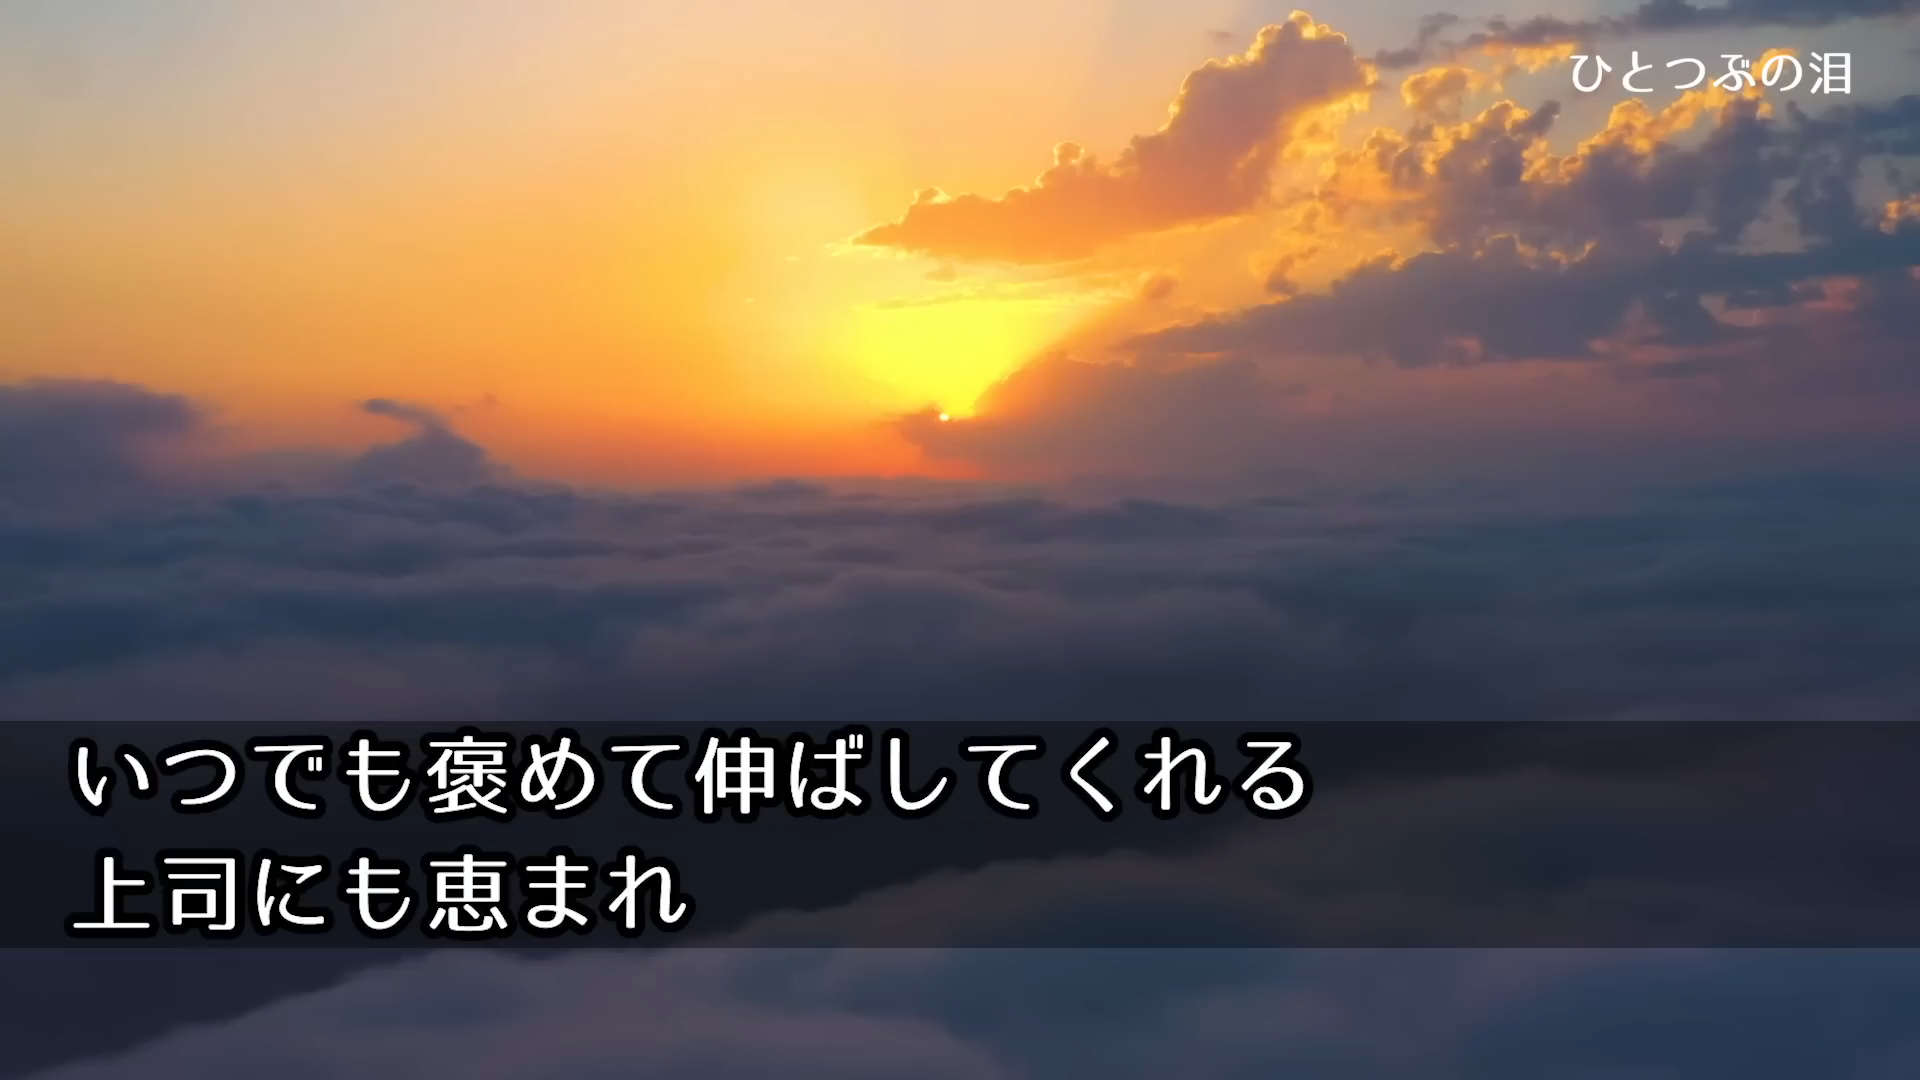 ひとつぶの泪
いつでも褒めて伸ばしてくれる
上司にも恵まれ